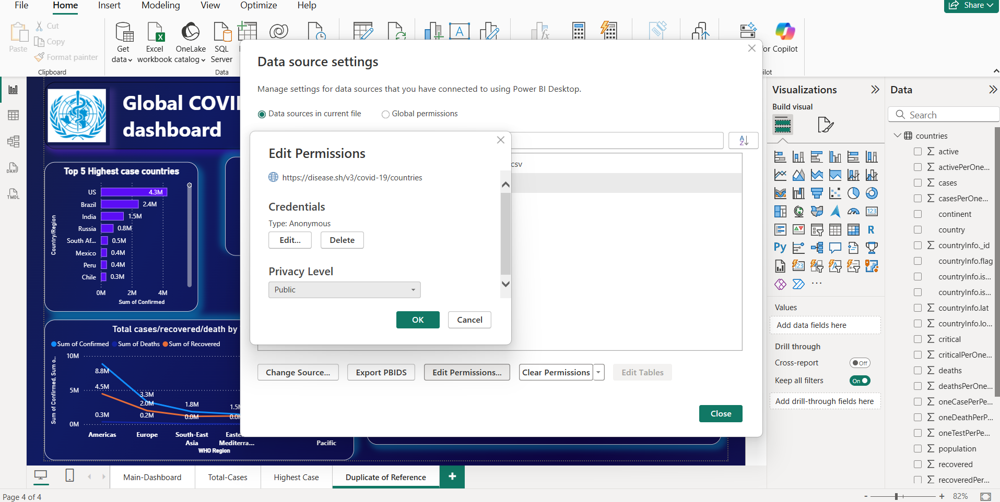 File Home Insert Modeling View Optimize Help Share
Paste
Cut
Copy
Format painter
Clipboard
Get data
Excel workbook
OneLake catalog
SQL Server
Data
for Copilot
ilot
Global COVI
dashboard
Top 5 Highest case countries
Country/Region
US 4.3M
Brazil 2.4M
India 1.5M
Russia 0.8M
South Af... 0.5M
Mexico 0.4M
Peru 0.4M
Chile 0.3M
0M 2M 4M
Sum of Confirmed
Total cases/recovered/death by
Sum of Confirmed Sum of Deaths Sum of Recovered
Sum of Confirmed, Sum o...
10M
5M
0M
8.8M
4.5M
0.3M
3.3M
2.0M
0.2M
1.8M
0.0M
1.5M
0.0M
Americas Europe South-East Asia Easte... Mediterra... Pacific
WHO Region
Data source settings
Manage settings for data sources that you have connected to using Power BI Desktop.
Data sources in current file Global permissions
csv
Edit Permissions
https://disease.sh/v3/covid-19/countries
Credentials
Type: Anonymous
Edit... Delete
Privacy Level
Public
OK Cancel
Change Source... Export PBIDS Edit Permissions... Clear Permissions Edit Tables
Close
Visualizations
Build visual
Values
Add data fields here
Drill through
Cross-report Off
Keep all filters On
Add drill-through fields here
Data
Search
countries
active
activePerOne...
cases
casesPerOne...
continent
country
countryInfo._id
countryInfo.flag
countryInfo.is...
countryInfo.is...
countryInfo.lat
countryInfo.lo...
critical
criticalPerOne...
deaths
deathsPerOne...
oneCasePerPe...
oneDeathPerP...
oneTestPerPe...
population
recovered
recoveredPer...
DAX
TMDL
Main-Dashboard Total-Cases Highest Case Duplicate of Reference +
Page 4 of 4
- + 82%